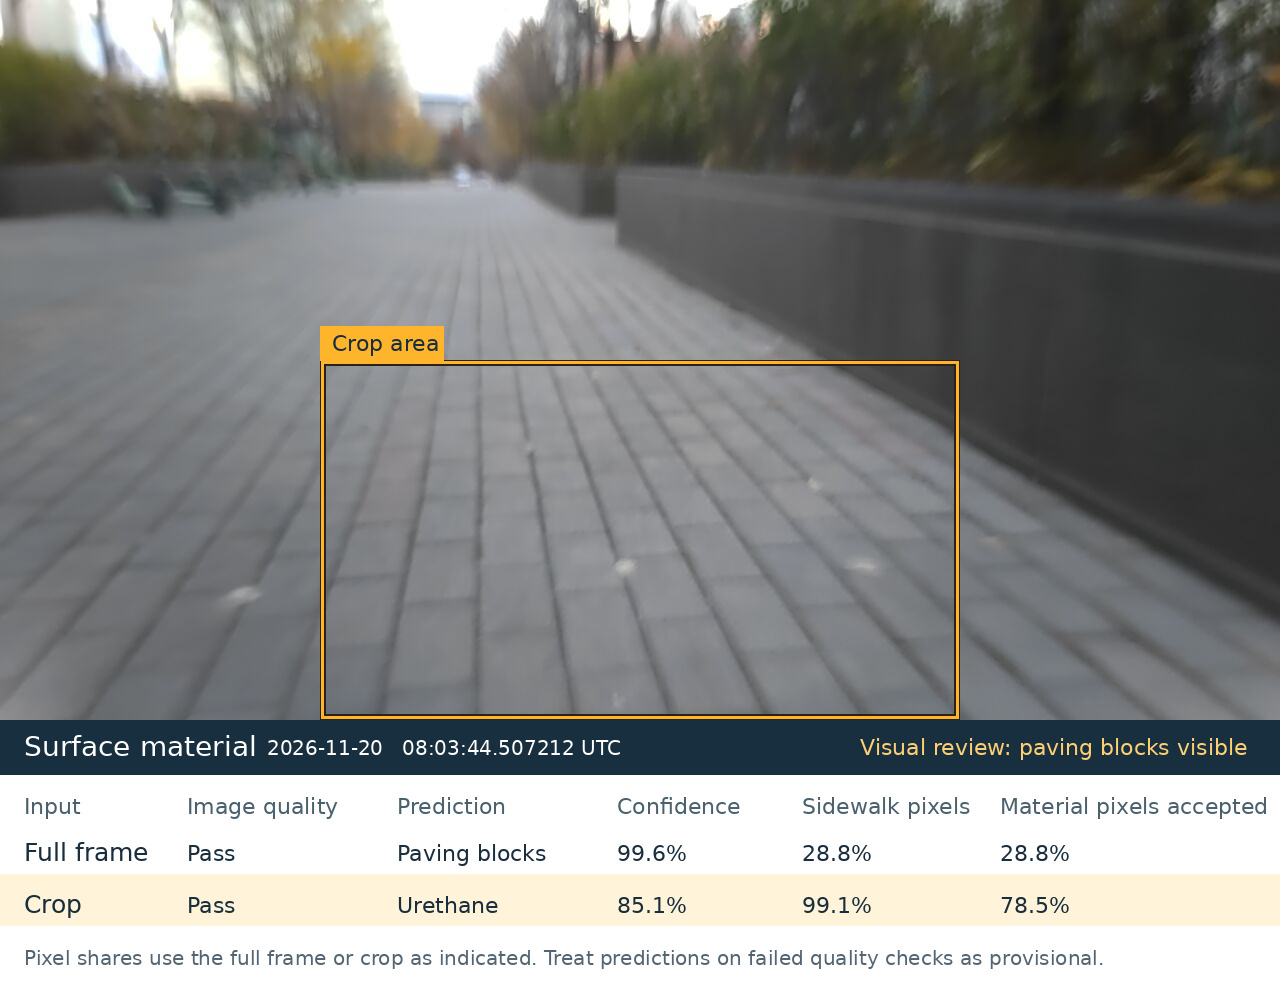 Crop area
Surface material 2026-11-20 08:03:44.507212 UTC Visual review: paving blocks visible
Input Image quality Prediction Confidence Sidewalk pixels Material pixels accepted
Full frame Pass Paving blocks 99.6% 28.8% 28.8%
Crop Pass Urethane 85.1% 99.1% 78.5%
Pixel shares use the full frame or crop as indicated. Treat predictions on failed quality checks as provisional.